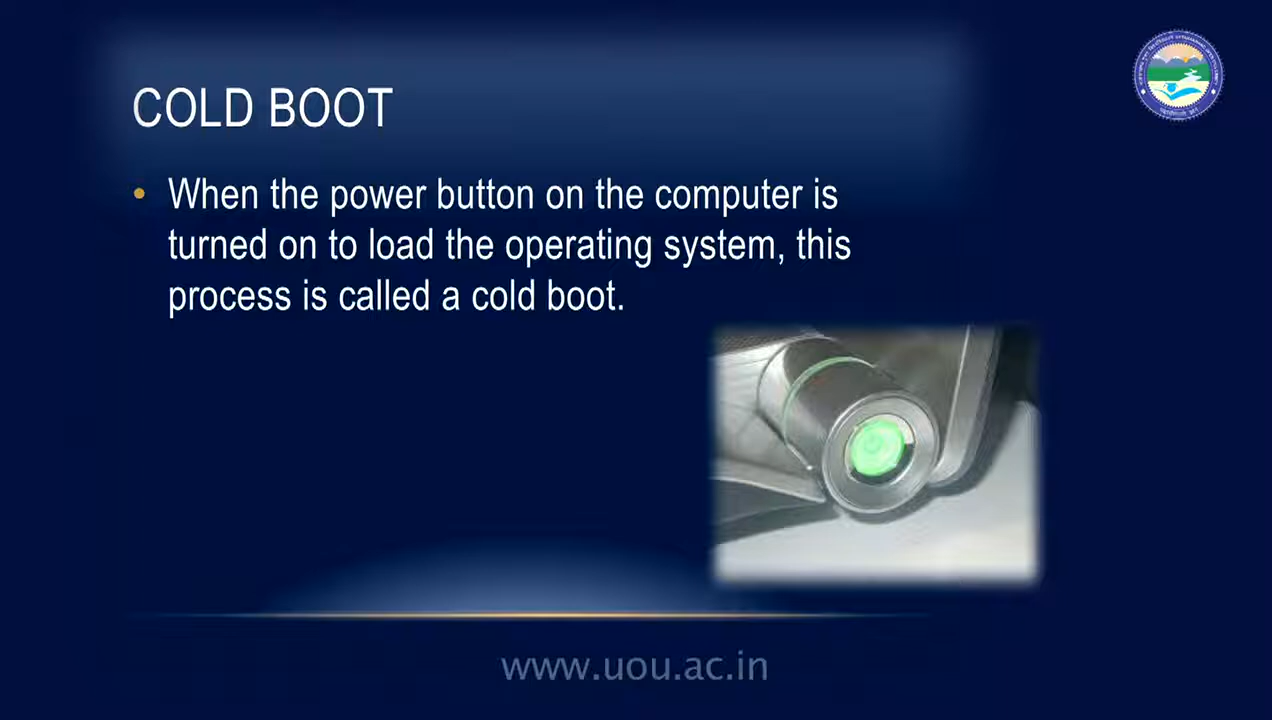 COLD BOOT
• When the power button on the computer is
turned on to load the operating system, this
process is called a cold boot.
www.uou.ac.in